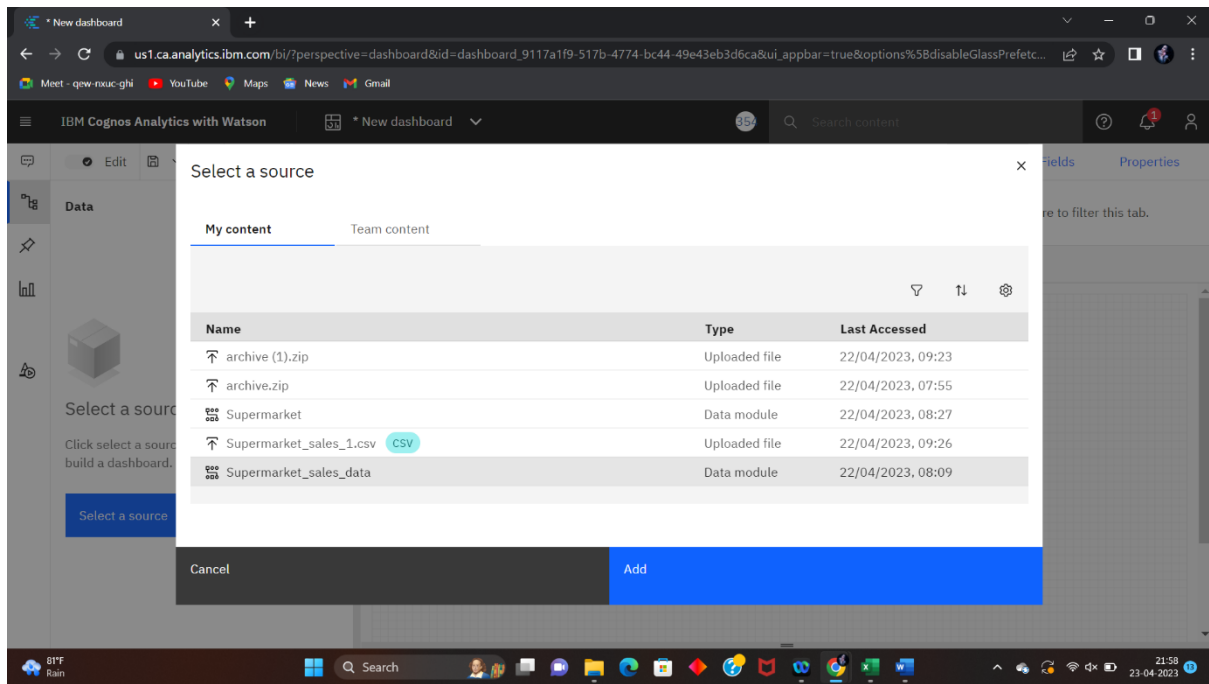 * New dashboard
us1.ca.analytics.ibm.com/bi/?perspective=dashboard&id=dashboard_9117a1f9-517b-4774-bc44-49e43eb3d6ca&ui_appbar=true&options%5BdisableGlassPrefetc...
Meet - qew-nxuc-ghi YouTube Maps News Gmail
IBM Cognos Analytics with Watson * New dashboard 354 Search content 1
Edit Fields Properties
Select a source
Data re to filter this tab.
My content Team content
Name Type Last Accessed
archive (1).zip Uploaded file 22/04/2023, 09:23
archive.zip Uploaded file 22/04/2023, 07:55
Supermarket Data module 22/04/2023, 08:27
Supermarket_sales_1.csv CSV Uploaded file 22/04/2023, 09:26
Supermarket_sales_data Data module 22/04/2023, 08:09
Select a sourc
Click select a sourc
build a dashboard.
Select a source
Cancel Add
81°F
Rain
Search
21:58
23-04-2023
13